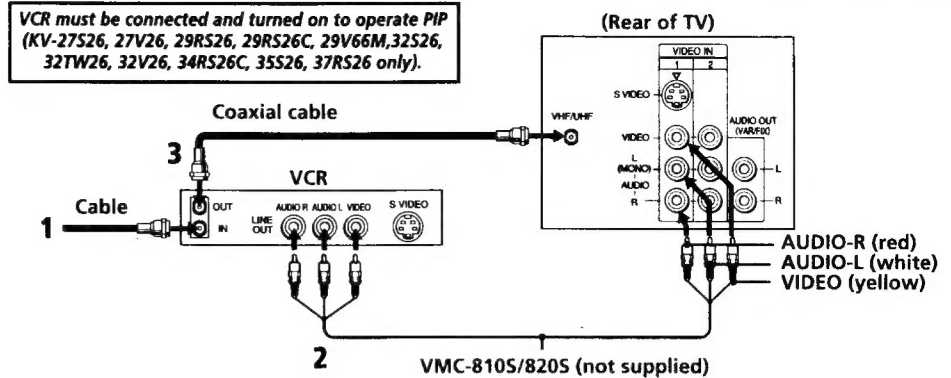 VCR must be connected and turned on to operate PIP
(KV-27S26, 27V26, 29RS26, 29RS26C, 29V66M,32S26,
32TW26, 32V26, 34RS26C, 35S26, 37RS26 only).
(Rear of TV)
VIDEO IN
1 2
S VIDEO
Coaxial cable
VHF/UHF
AUDIO OUT
(VAR/FIX)
VIDEO
3
L
(MONO)
L
AUDIO
R
R
VCR
Cable
1
OUT
IN
LINE
OUT
AUDIO R AUDIO L VIDEO
S VIDEO
AUDIO-R (red)
AUDIO-L (white)
VIDEO (yellow)
2
VMC-810S/820S (not supplied)